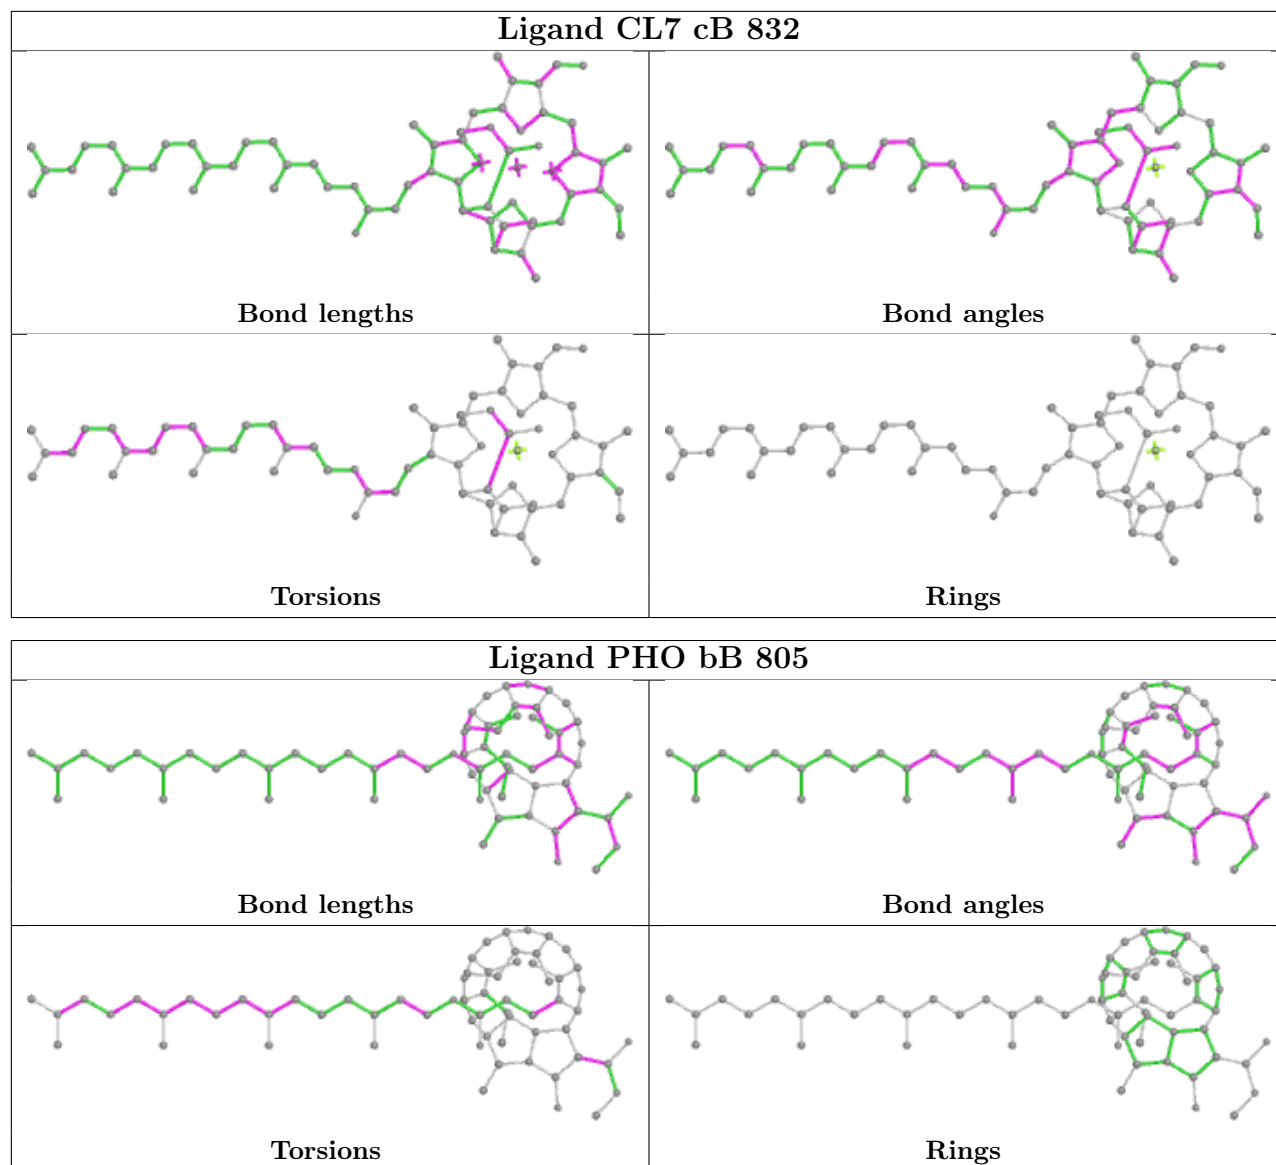 Ligand CL7 cB 832
Bond lengths
Bond angles
Torsions
Rings
Ligand PHO bB 805
Bond lengths
Bond angles
Torsions
Rings